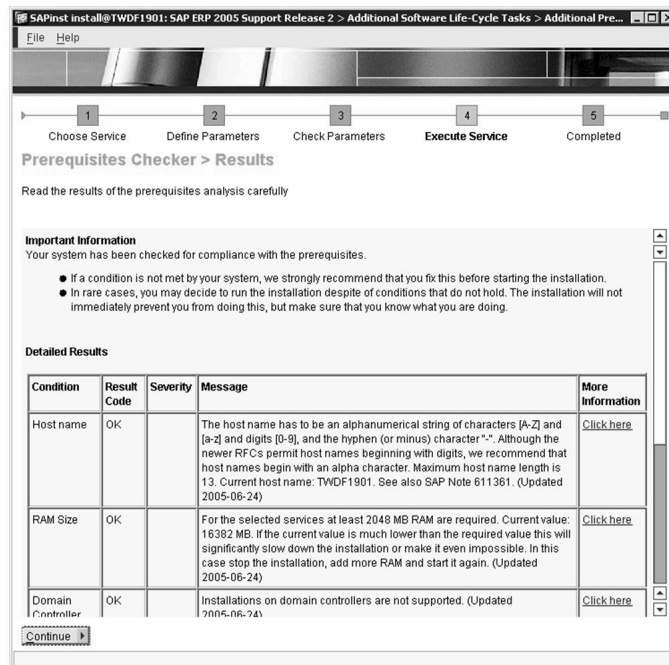 SAPinst install@TWDF1901: SAP ERP 2005 Support Release 2 > Additional Software Life-Cycle Tasks > Additional Pre...
File Help
1 2 3 4 5
Choose Service Define Parameters Check Parameters Execute Service Completed
Prerequisites Checker > Results
Read the results of the prerequisites analysis carefully
Important Information
Your system has been checked for compliance with the prerequisites.
If a condition is not met by your system, we strongly recommend that you fix this before starting the installation.
In rare cases, you may decide to run the installation despite of conditions that do not hold. The installation will not
immediately prevent you from doing this, but make sure that you know what you are doing.
Detailed Results
Condition Result Code Severity Message More Information
Host name OK The host name has to be an alphanumerical string of characters [A-Z] and Click here
[a-z] and digits [0-9], and the hyphen (or minus) character "-". Although the
newer RFCs permit host names beginning with digits, we recommend that
host names begin with an alpha character. Maximum host name length is
13. Current host name: TWDF1901. See also SAP Note 611361. (Updated
2005-06-24)
RAM Size OK For the selected services at least 2048 MB RAM are required. Current value: Click here
16382 MB. If the current value is much lower than the required value this will
significantly slow down the installation or make it even impossible. In this
case stop the installation, add more RAM and start it again. (Updated
2005-06-24)
Domain OK Installations on domain controllers are not supported. (Updated Click here
Controller 2005-06-24)
Continue